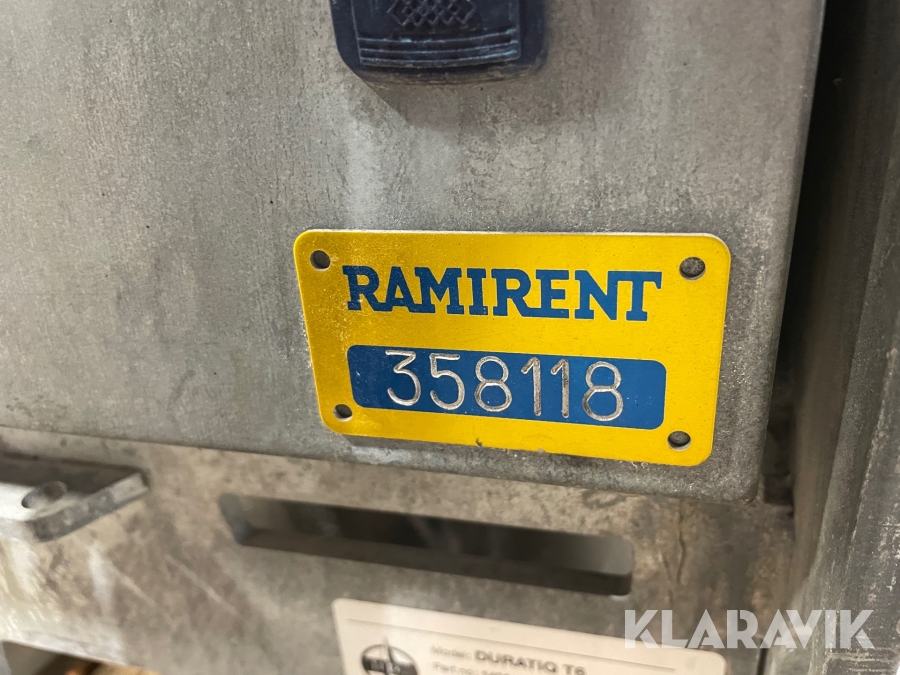 RAMIRENT
358118
Model: DURATIQ T6
KLARAVIK